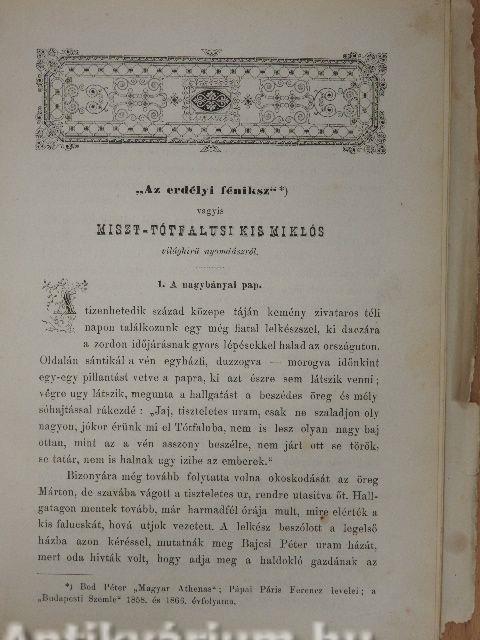 „Az erdélyi féniksz“*)
vagyis
MISZT-TÓTFALUSI KIS MIKLÓS
világhirü nyomdászról.
1. A nagybányai pap.
A tizenhetedik század közepe táján kemény zivataros téli
napon találkozunk egy még fiatal lelkészszel, ki daczára
a zordon időjárásnak gyors lépésekkel halad az országuton.
Oldalán sántikál a vén egyházfi, duzzogva — morogva időnkint
egy-egy pillantást vetve a papra, ki azt észre sem látszik venni;
végre ugy látszik, megunta a hallgatást a beszédes öreg és mély
sóhajtással rákezdé: „Jaj, tiszteletes uram, csak ne szaladjon oly
nagyon, jókor érünk mi el Tótfaluba, nem is lesz olyan nagy baj
ottan, mint az a vén asszony beszélte, nem járt ott se török,
se tatár, nem is halnak ugy izibe az emberek.“
Bizonyára még tovább folytatta volna okoskodását az öreg
Márton, de szavába vágott a tiszteletes ur, rendre utasitva őt. Hall-
gatagon mentek tovább, már harmadfél órája mult, mire elérték a
kis falucskát, hová utjok vezetett. A lelkész beszólott a legelső
házba azon kéréssel, mutatnák meg Bajcsi Péter uram házát,
mert oda hivták volt, hogy adja meg a haldokló gazdának az
*) Bod Péter „Magyar Athenas“; Pápai Páris Ferencz levelei; a
„Budapesti Szemle“ 1858. és 1865. évfolyama.
Antikvárium.hu